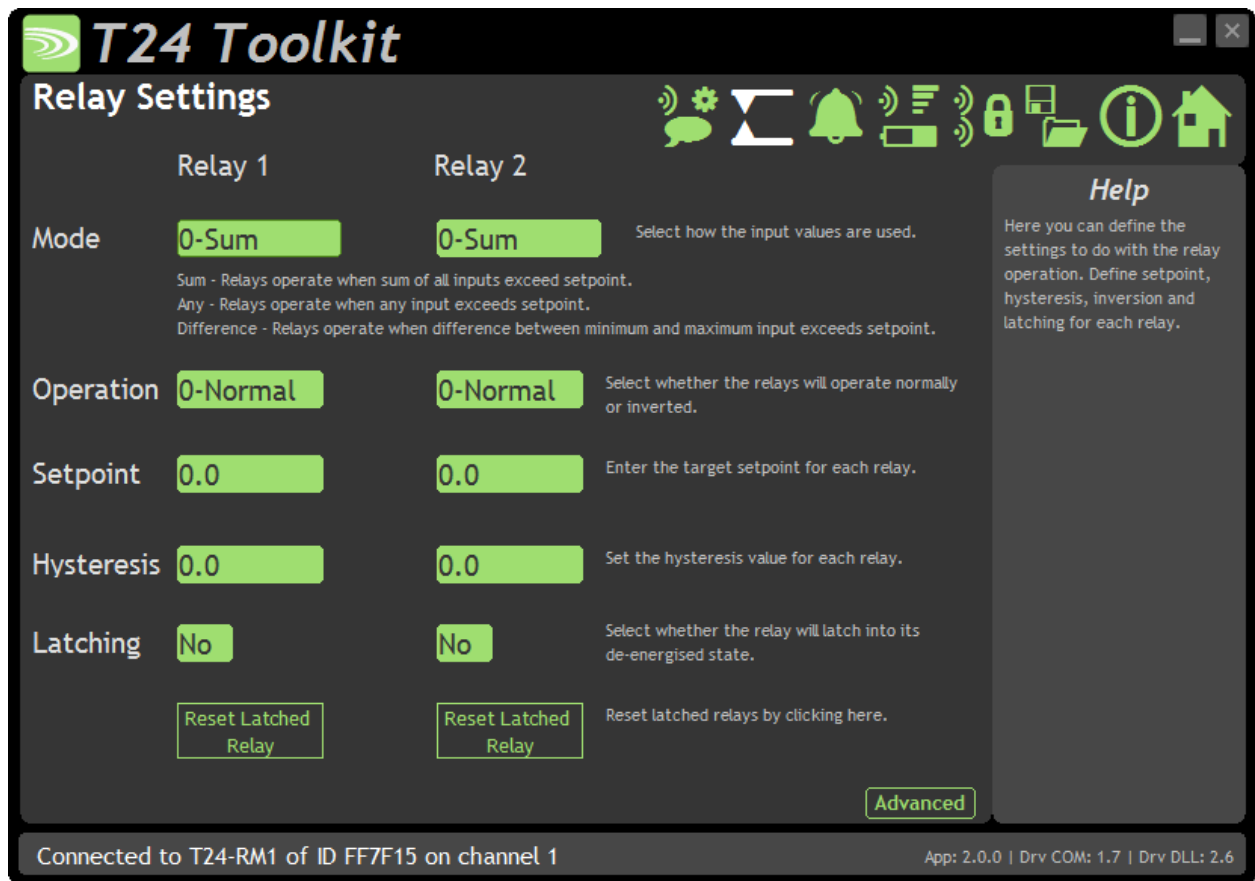 T24 Toolkit
Relay Settings
Relay 1
Relay 2
Mode
0-Sum
0-Sum
Select how the input values are used.
Sum - Relays operate when sum of all inputs exceed setpoint.
Any - Relays operate when any input exceeds setpoint.
Difference - Relays operate when difference between minimum and maximum input exceeds setpoint.
Operation
0-Normal
0-Normal
Select whether the relays will operate normally
or inverted.
Setpoint
0.0
0.0
Enter the target setpoint for each relay.
Hysteresis
0.0
0.0
Set the hysteresis value for each relay.
Latching
No
No
Select whether the relay will latch into its
de-energised state.
Reset Latched
Relay
Reset Latched
Relay
Reset latched relays by clicking here.
Advanced
Help
Here you can define the
settings to do with the relay
operation. Define setpoint,
hysteresis, inversion and
latching for each relay.
Connected to T24-RM1 of ID FF7F15 on channel 1
App: 2.0.0 | Drv COM: 1.7 | Drv DLL: 2.6